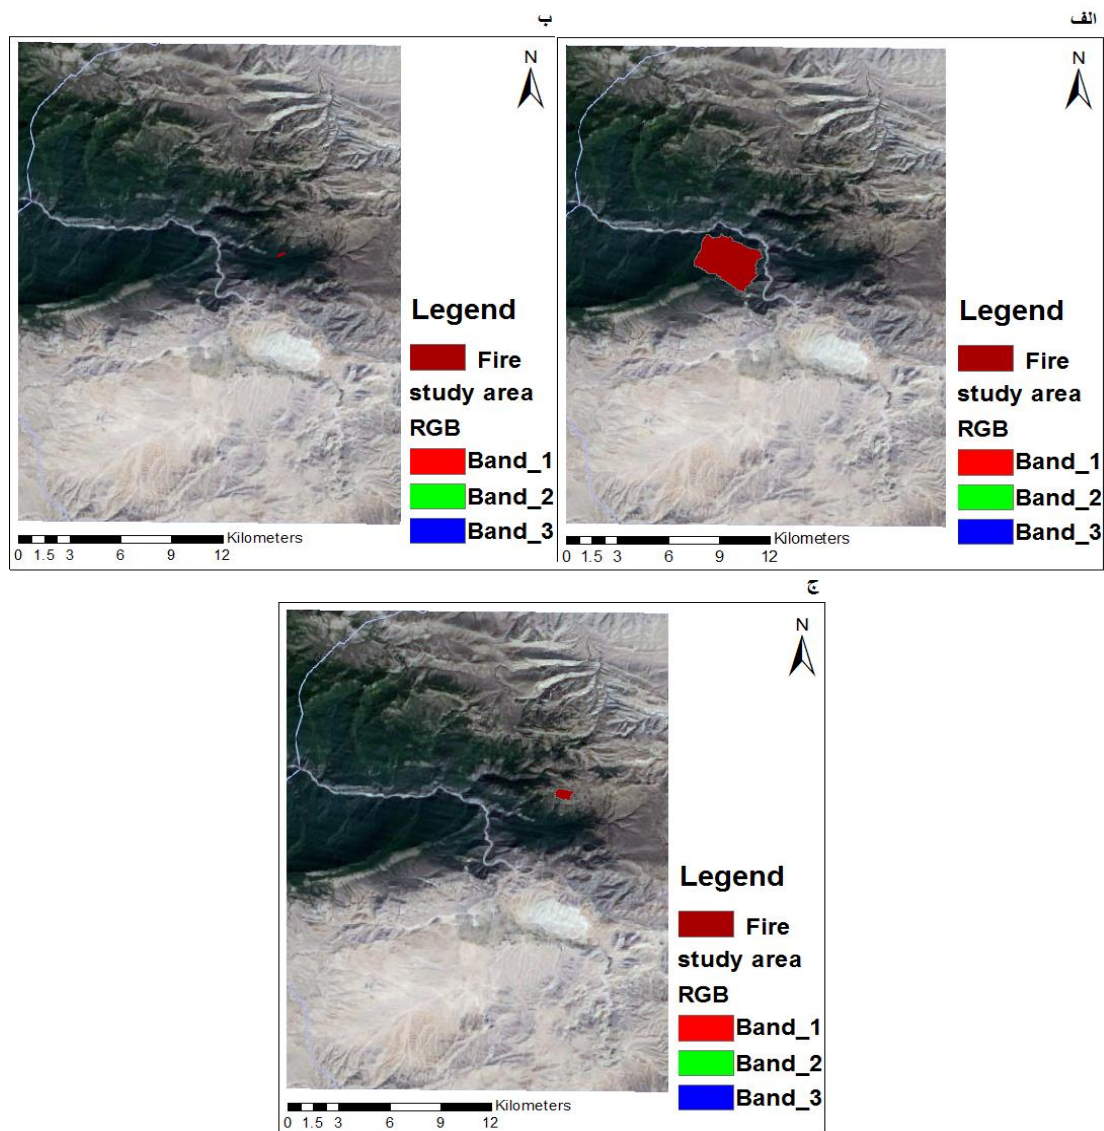 الف
N
Legend
Fire
study area
RGB
Band_1
Band_2
Band_3
Kilometers
0 1.5 3 6 9 12
ب
N
Legend
Fire
study area
RGB
Band_1
Band_2
Band_3
Kilometers
0 1.5 3 6 9 12
ج
N
Legend
Fire
study area
RGB
Band_1
Band_2
Band_3
Kilometers
0 1.5 3 6 9 12